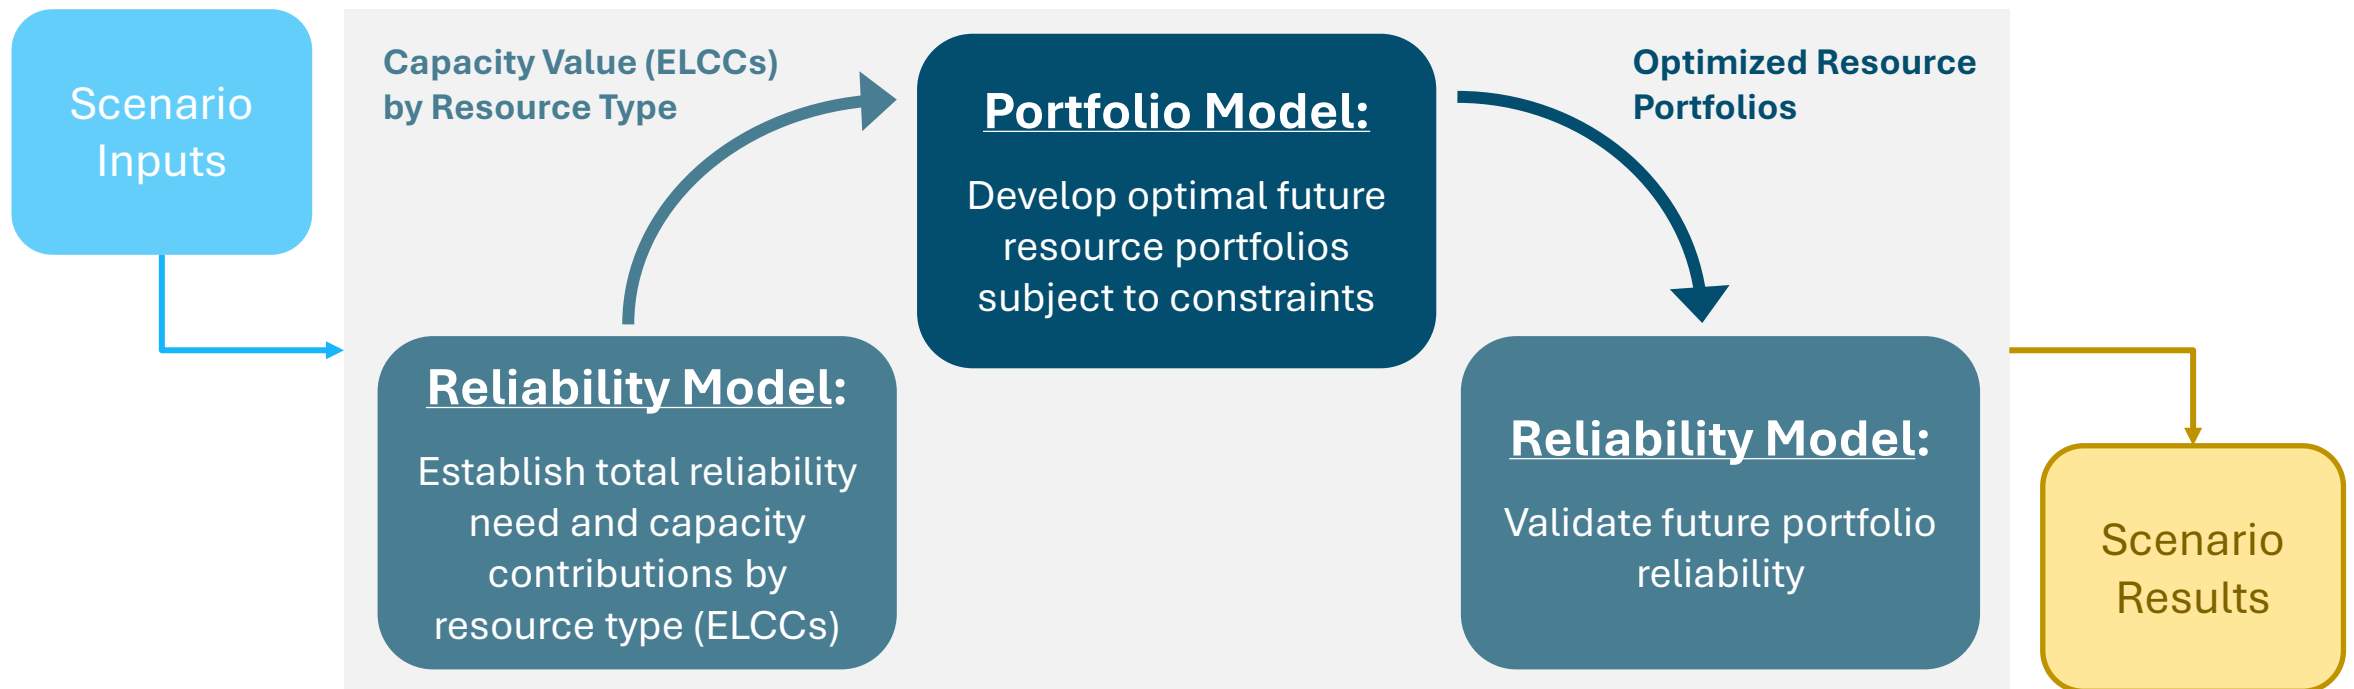 Scenario
Inputs
Capacity Value (ELCCs)
by Resource Type
Reliability Model:
Establish total reliability
need and capacity
contributions by
resource type (ELCCs)
Portfolio Model:
Develop optimal future
resource portfolios
subject to constraints
Optimized Resource
Portfolios
Reliability Model:
Validate future portfolio
reliability
Scenario
Results